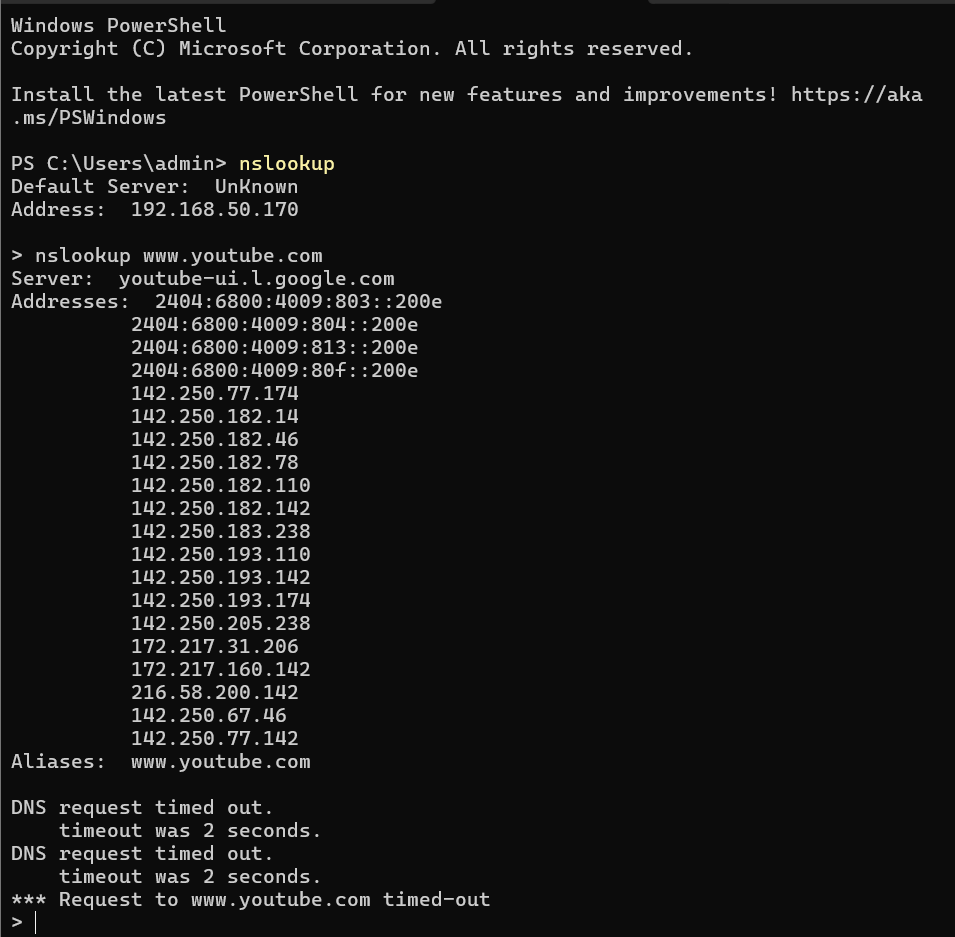 Windows PowerShell
Copyright (C) Microsoft Corporation. All rights reserved.
Install the latest PowerShell for new features and improvements! https://aka
.ms/PSWindows
PS C:\Users\admin> nslookup
Default Server:  UnKnown
Address:  192.168.50.170
> nslookup www.youtube.com
Server:  youtube-ui.l.google.com
Addresses:  2404:6800:4009:803::200e
2404:6800:4009:804::200e
2404:6800:4009:813::200e
2404:6800:4009:80f::200e
142.250.77.174
142.250.182.14
142.250.182.46
142.250.182.78
142.250.182.110
142.250.182.142
142.250.183.238
142.250.193.110
142.250.193.142
142.250.193.174
142.250.205.238
172.217.31.206
172.217.160.142
216.58.200.142
142.250.67.46
142.250.77.142
Aliases:  www.youtube.com
DNS request timed out.
timeout was 2 seconds.
DNS request timed out.
timeout was 2 seconds.
*** Request to www.youtube.com timed-out
>